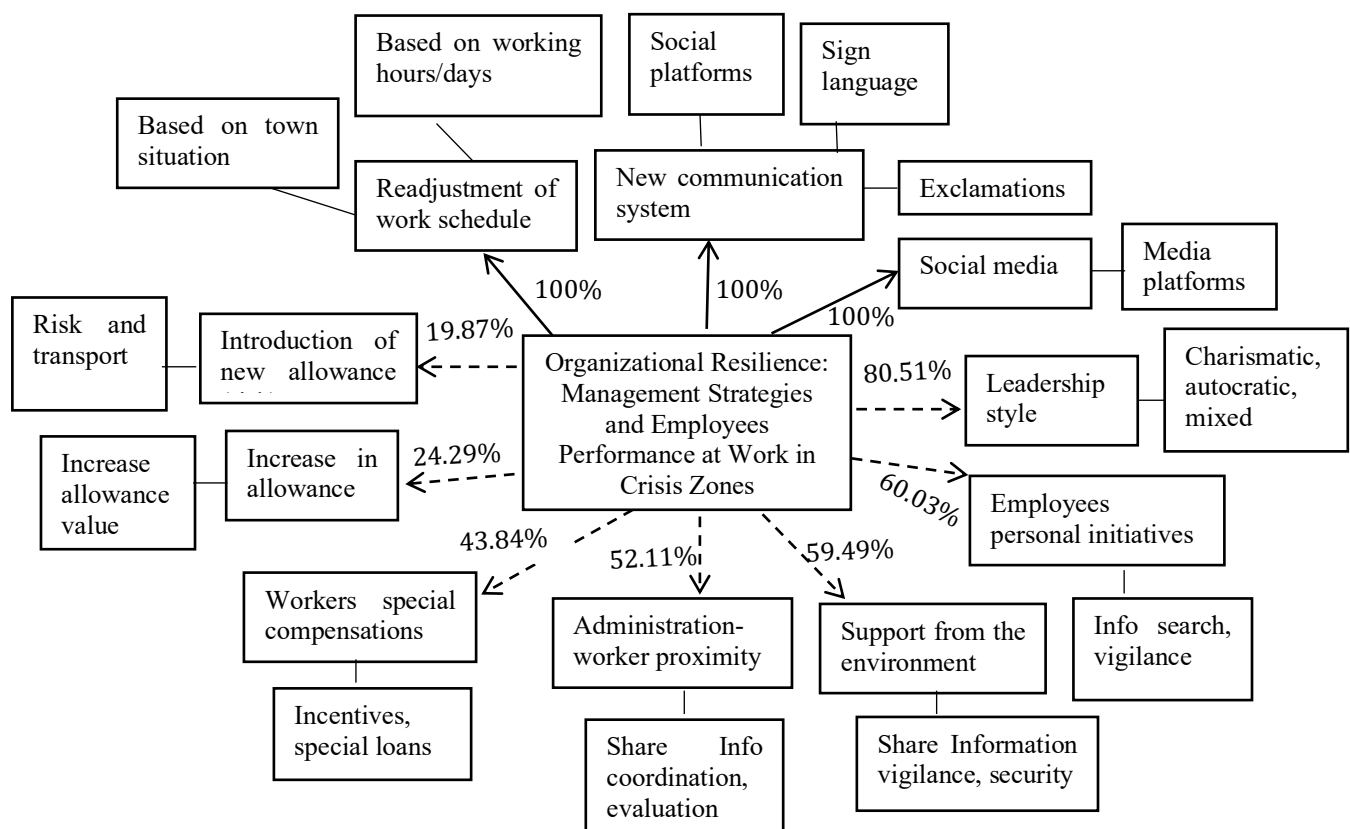 Based on working
hours/days
Social
platforms
Sign
language
Based on town
situation
Readjustment of
work schedule
New communication
system
Exclamations
Social media
Media
platforms
100%
100%
100%
Risk and
transport
Introduction of
new allowance
19.87%
Organizational Resilience:
Management Strategies
and Employees
Performance at Work in
Crisis Zones
80.51%
Leadership
style
Charismatic,
autocratic,
mixed
Increase
allowance
value
Increase in
allowance
24.29%
60.03%
Employees
personal initiatives
Info search,
vigilance
43.84%
Workers special
compensations
Incentives,
special loans
52.11%
Administration-
worker proximity
Share Info
coordination,
evaluation
59.49%
Support from the
environment
Share Information
vigilance, security